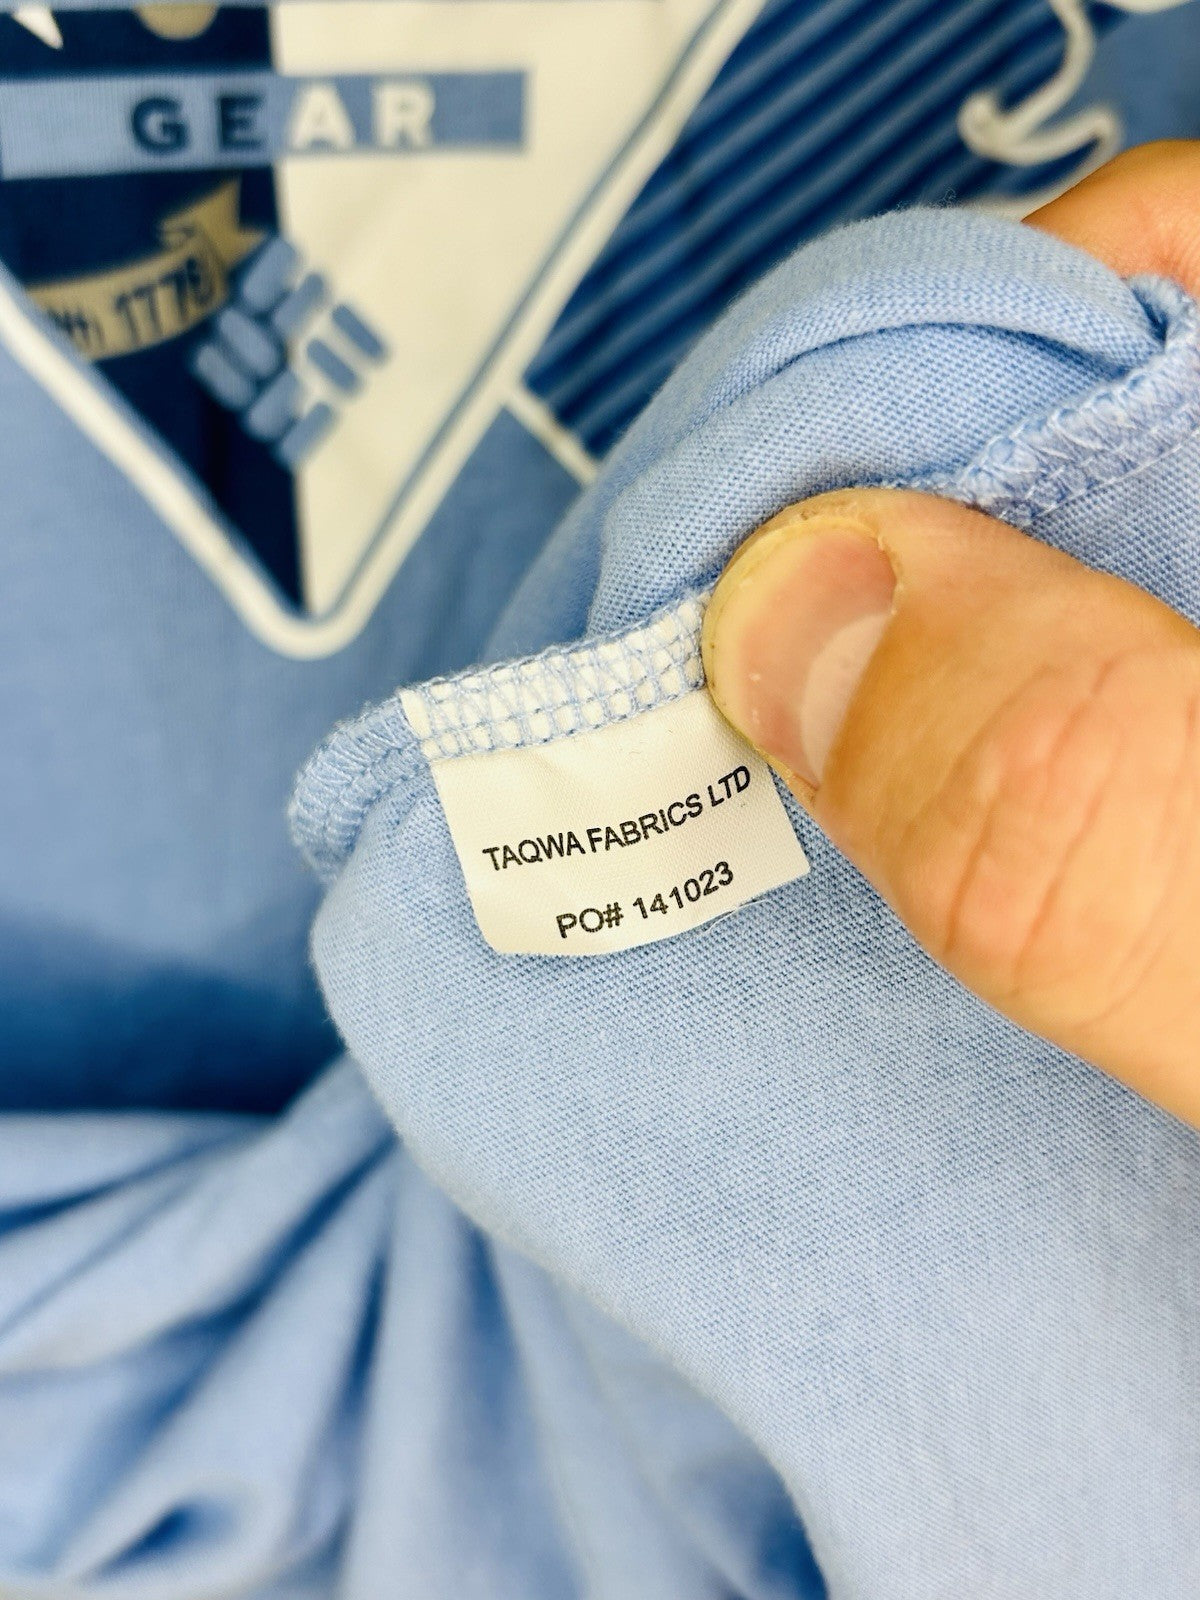 GEAR
1776
TAQWA FABRICS LTD
PO# 141023